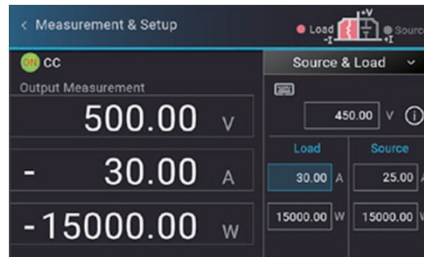 < Measurement & Setup
Load
+V
-I
+I
Source
ON CC
Source & Load
Output Measurement
500.00 V
450.00 V
- 30.00 A
Load Source
30.00 A 25.00 A
-15000.00 W
15000.00 W 15000.00 W